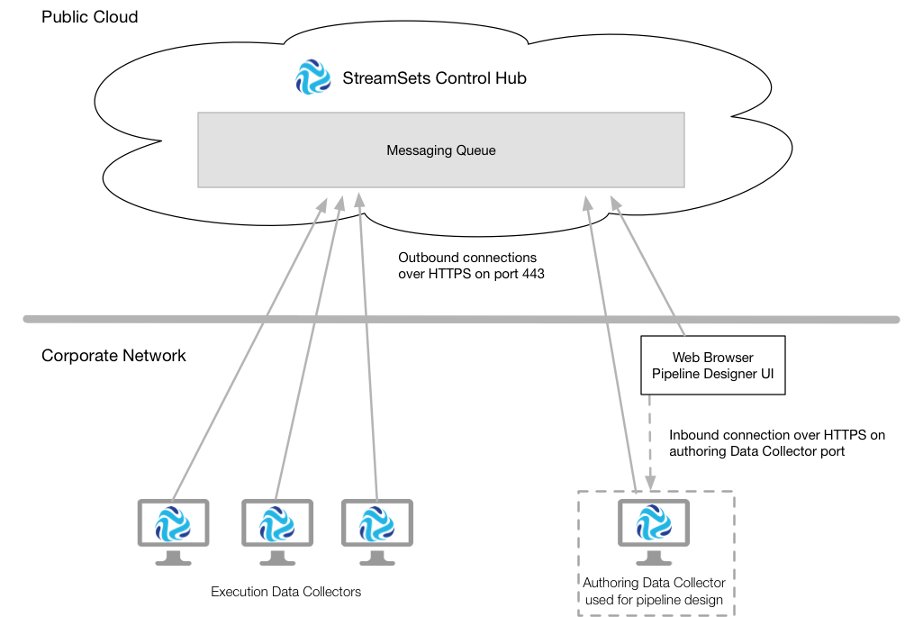 Public Cloud
StreamSets Control Hub
Messaging Queue
Outbound connections
over HTTPS on port 443
Corporate Network
Web Browser
Pipeline Designer UI
Inbound connection over HTTPS on
authoring Data Collector port
Execution Data Collectors
Authoring Data Collector
used for pipeline design